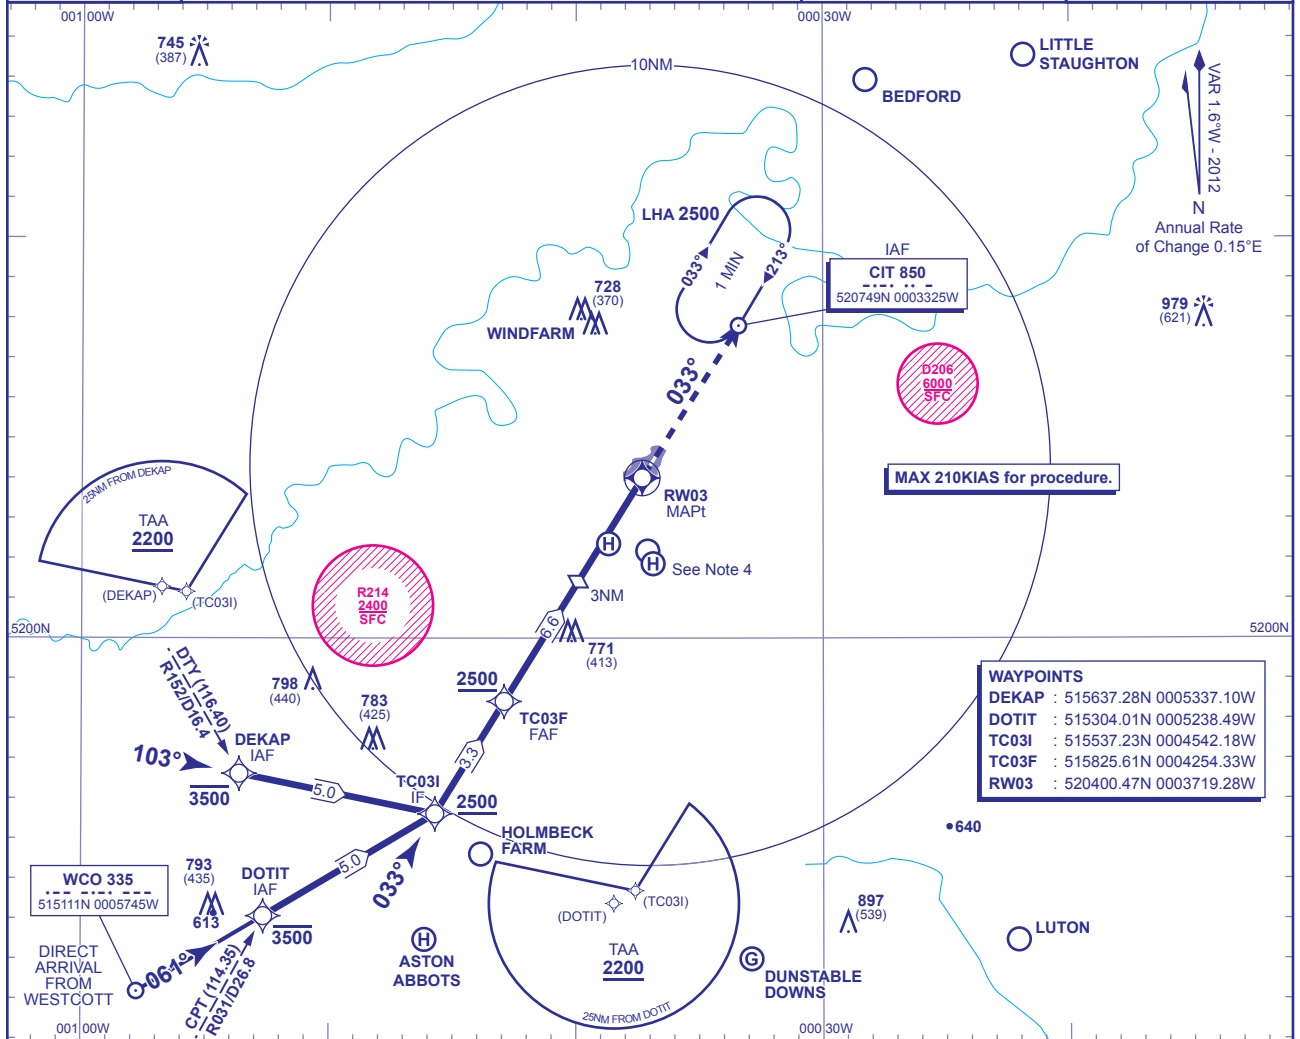 001 00W
000 30W
745
(387)
10NM
LITTLE
STAUGHTON
BEDFORD
VAR 1.6°W - 2012
N
Annual Rate
of Change 0.15°E
LHA 2500
033°
1 MIN
213°
IAF
CIT 850
520749N 0003325W
728
(370)
WINDFARM
979
(621)
D206
6000
SFC
033°
25NM FROM DEKAP
TAA
2200
(DEKAP)
(TC03I)
MAX 210KIAS for procedure.
RW03
MAPt
H
H
See Note 4
3NM
R214
2400
SFC
5200N
5200N
6.6
771
(413)
DTY (116.40)
R152/D16.4
798
(440)
783
(425)
2500
TC03F
FAF
WAYPOINTS
DEKAP : 515637.28N 0005337.10W
DOTIT : 515304.01N 0005238.49W
TC03I : 515537.23N 0004542.18W
TC03F : 515825.61N 0004254.33W
RW03 : 520400.47N 0003719.28W
103°
DEKAP
IAF
3500
5.0
3.3
TC03I
IF
2500
640
HOLMBECK
FARM
WCO 335
515111N 0005745W
793
(435)
613
DOTIT
IAF
5.0
033°
3500
(DOTIT)
(TC03I)
897
(539)
LUTON
DIRECT
ARRIVAL
FROM
WESTCOTT
061°
CPT (114.35)
R031/D26.8
H
ASTON
ABBOTS
TAA
2200
25NM FROM DOTIT
G
DUNSTABLE
DOWNS
001 00W
000 30W